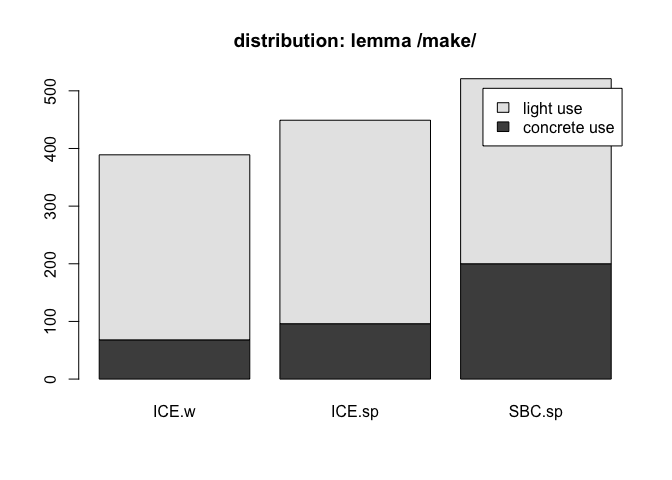 distribution: lemma /make/
500
400
300
200
100
0
light use
concrete use
ICE.w
ICE.sp
SBC.sp